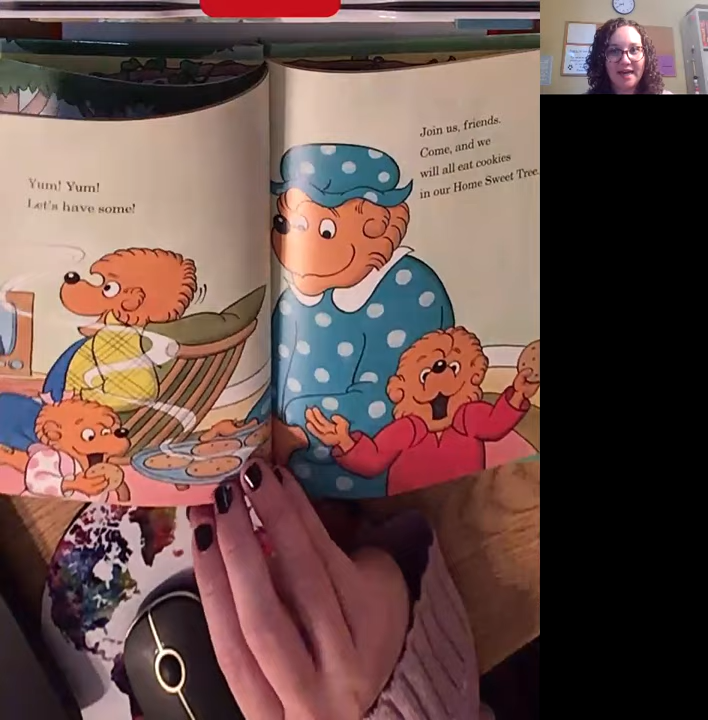 Yum! Yum!
Let's have some!
Join us, friends.
Come, and we
will all eat cookies
in our Home Sweet Tree.